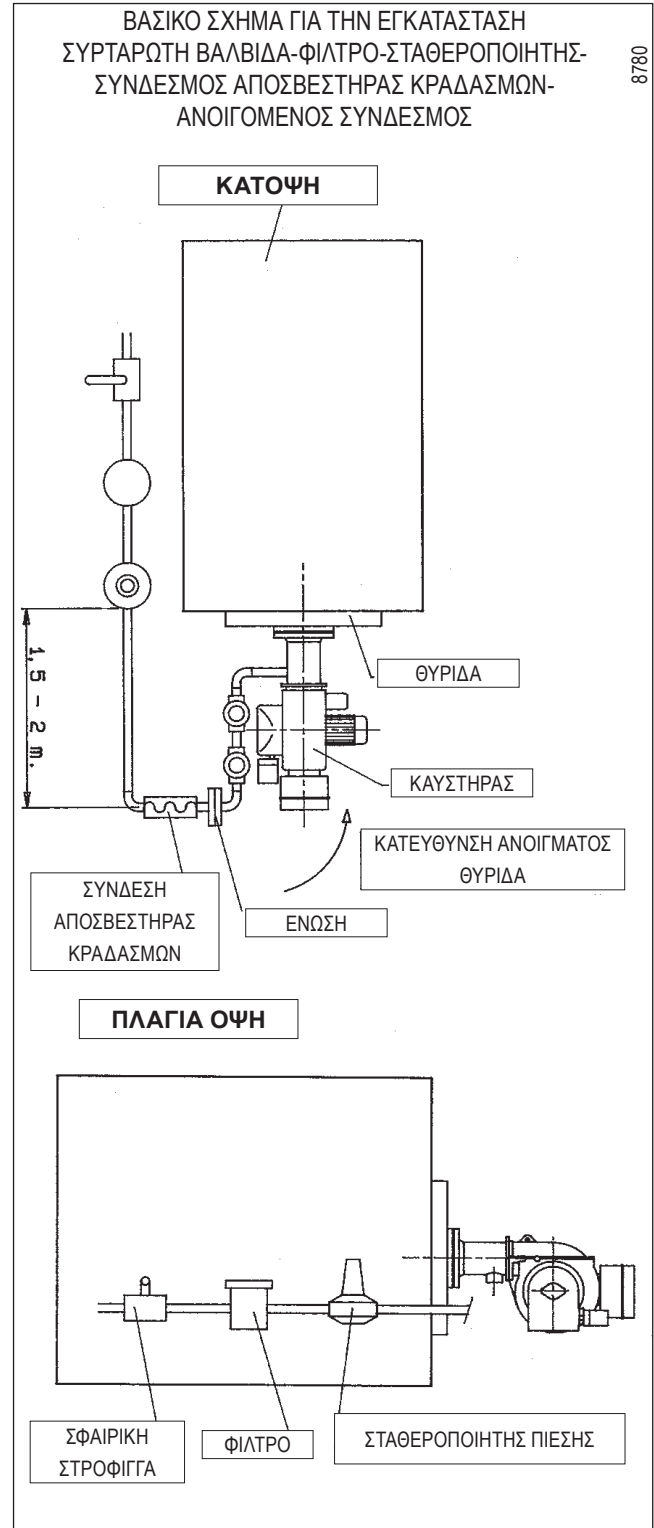 ΒΑΣΙΚΟ ΣΧΗΜΑ ΓΙΑ ΤΗΝ ΕΓΚΑΤΑΣΤΑΣΗ
ΣΥΡΤΑΡΩΤΗ ΒΑΛΒΙΔΑ-ΦΙΛΤΡΟ-ΣΤΑΘΕΡΟΠΟΙΗΤΗΣ-
ΣΥΝΔΕΣΜΟΣ ΑΠΟΣΒΕΣΤΗΡΑΣ ΚΡΑΔΑΣΜΩΝ-
ΑΝΟΙΓΟΜΕΝΟΣ ΣΥΝΔΕΣΜΟΣ
8780
ΚΑΤΟΨΗ
1,5 - 2 m.
ΘΥΡΙΔΑ
ΚΑΥΣΤΗΡΑΣ
ΚΑΤΕΥΘΥΝΣΗ ΑΝΟΙΓΜΑΤΟΣ
ΘΥΡΙΔΑ
ΣΥΝΔΕΣΗ
ΑΠΟΣΒΕΣΤΗΡΑΣ
ΚΡΑΔΑΣΜΩΝ
ΕΝΩΣΗ
ΠΛΑΓΙΑ ΟΨΗ
ΣΦΑΙΡΙΚΗ
ΣΤΡΟΦΙΓΓΑ
ΦΙΛΤΡΟ
ΣΤΑΘΕΡΟΠΟΙΗΤΗΣ ΠΙΕΣΗΣ